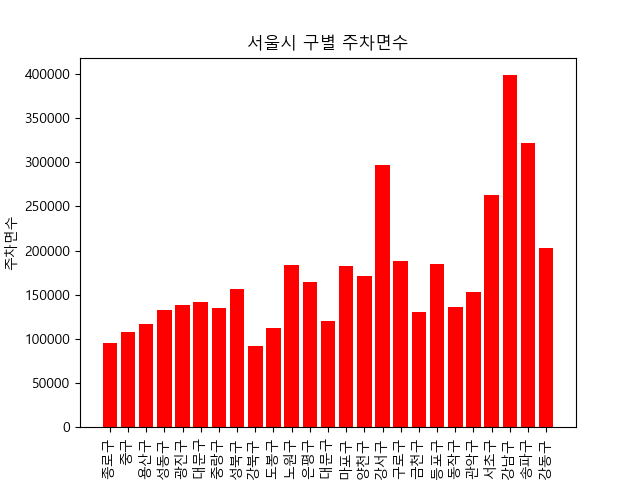 서울시 구별 주차면수
주차면수
400000
350000
300000
250000
200000
150000
100000
50000
0
종로구
중구
용산구
성동구
광진구
대문구
중랑구
성북구
강북구
도봉구
노원구
은평구
대문구
마포구
양천구
강서구
구로구
금천구
등포구
동작구
관악구
서초구
강남구
송파구
강동구